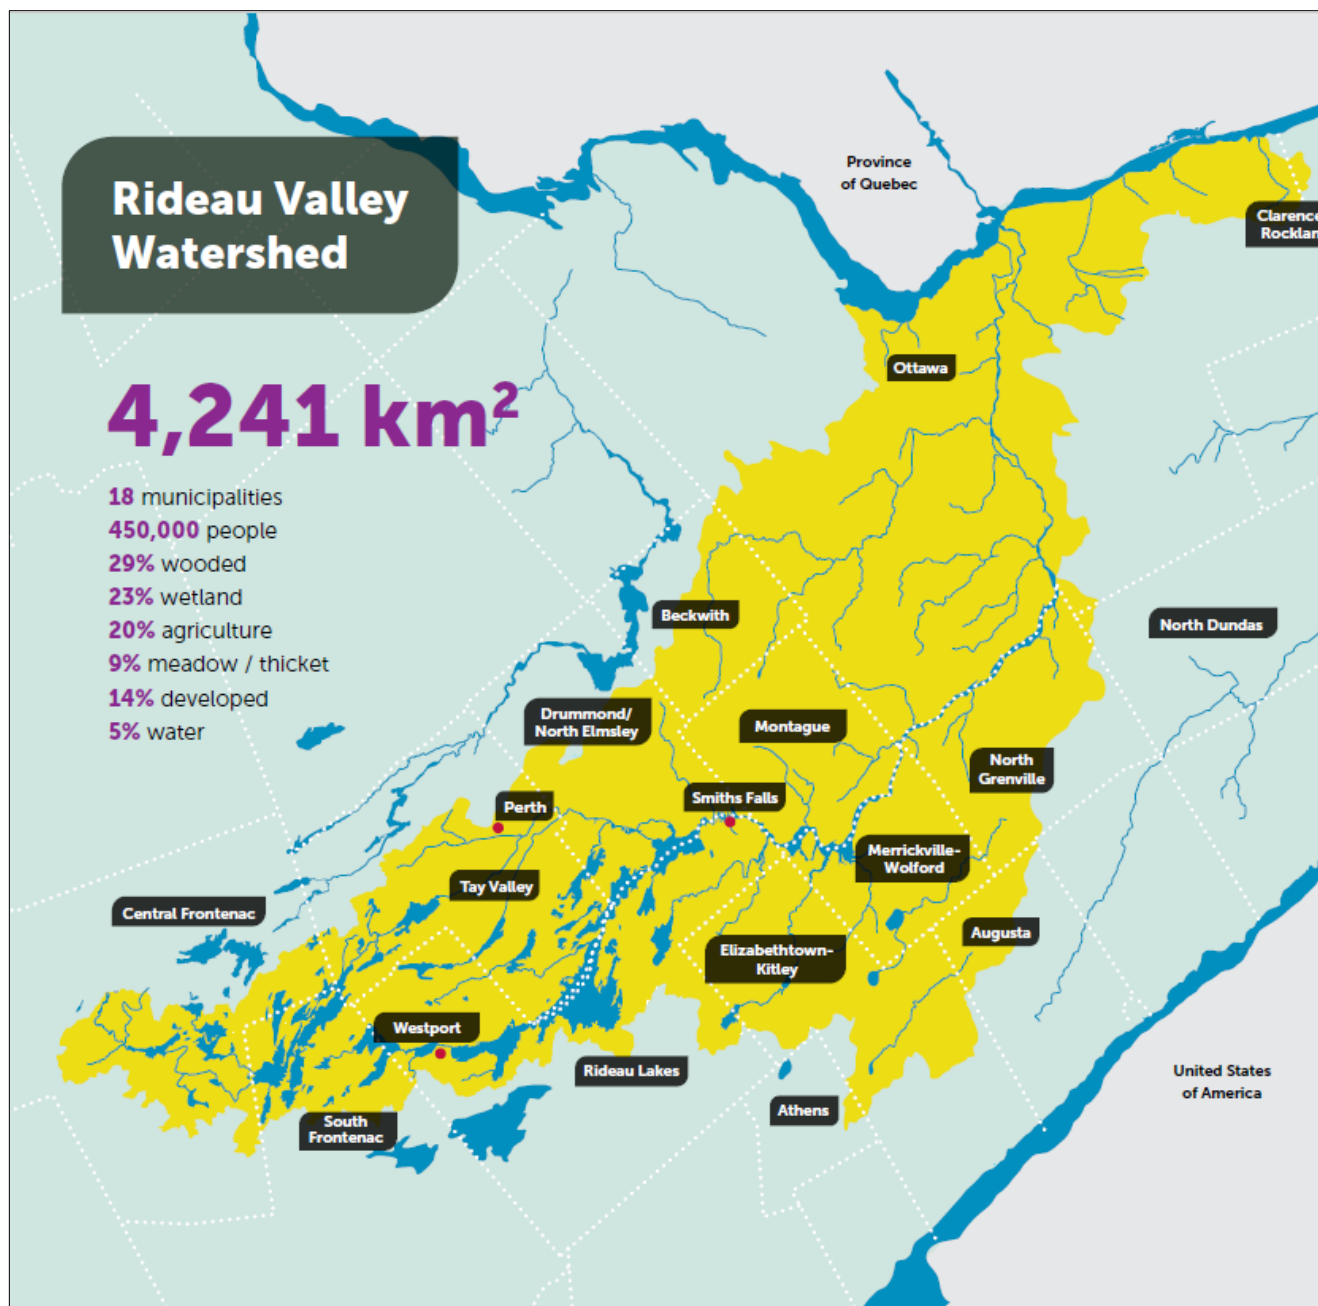 Rideau Valley
Watershed
4,241 km²
18 municipalities
450,000 people
29% wooded
23% wetland
20% agriculture
9% meadow / thicket
14% developed
5% water
Province
of Quebec
Clarence
Rocklan
Ottawa
Beckwith
North Dundas
Drummond/
North Elmsley
Montague
North
Grenville
Perth
Smiths Falls
Merrickville-
Wolford
Tay Valley
Central Frontenac
Augusta
Elizabethtown-
Kitley
Westport
Rideau Lakes
United States
of America
Athens
South
Frontenac